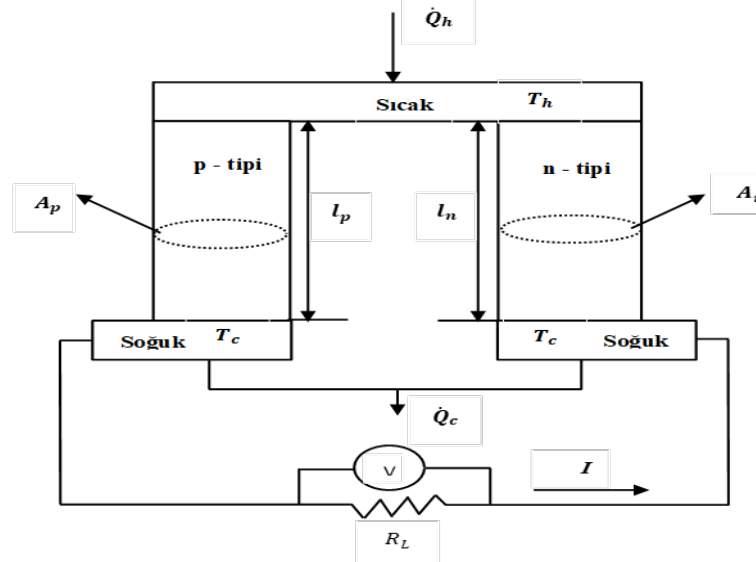 Q̇h
Sıcak
Th
p - tipi
n - tipi
Ap
lp
ln
Soğuk
Tc
Tc
Soğuk
Q̇c
V
I
RL